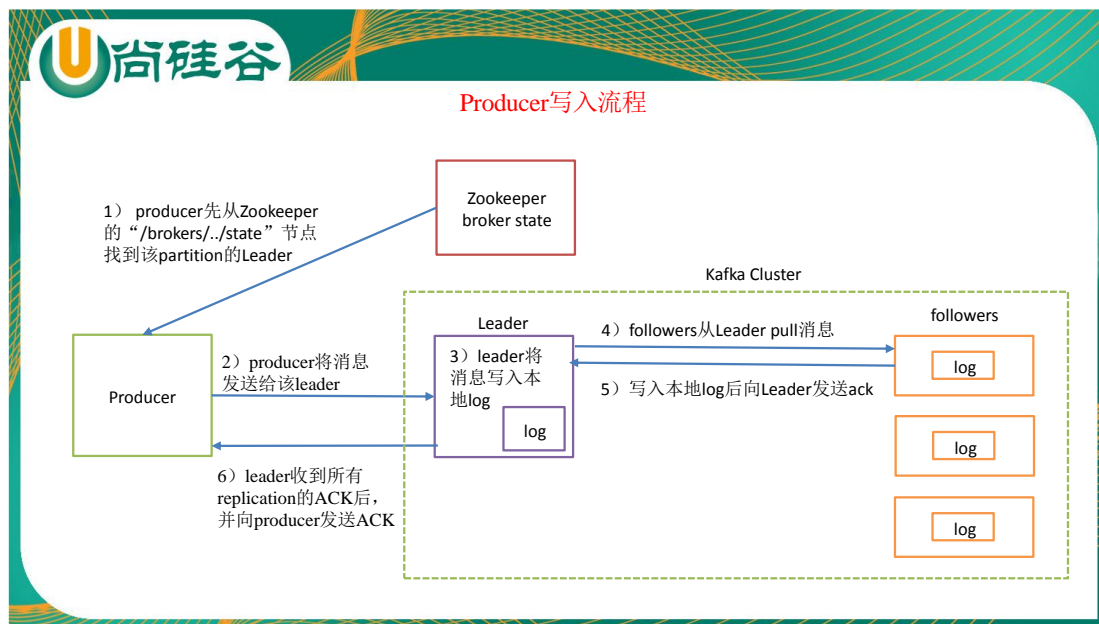 尚硅谷
Producer写入流程
Zookeeper
broker state
1） producer先从Zookeeper
的“/brokers/../state”节点
找到该partition的Leader
Kafka Cluster
Producer
2）producer将消息
发送给该leader
Leader
3）leader将
消息写入本
地log
log
4）followers从Leader pull消息
5）写入本地log后向Leader发送ack
followers
log
log
log
6）leader收到所有
replication的ACK后，
并向producer发送ACK